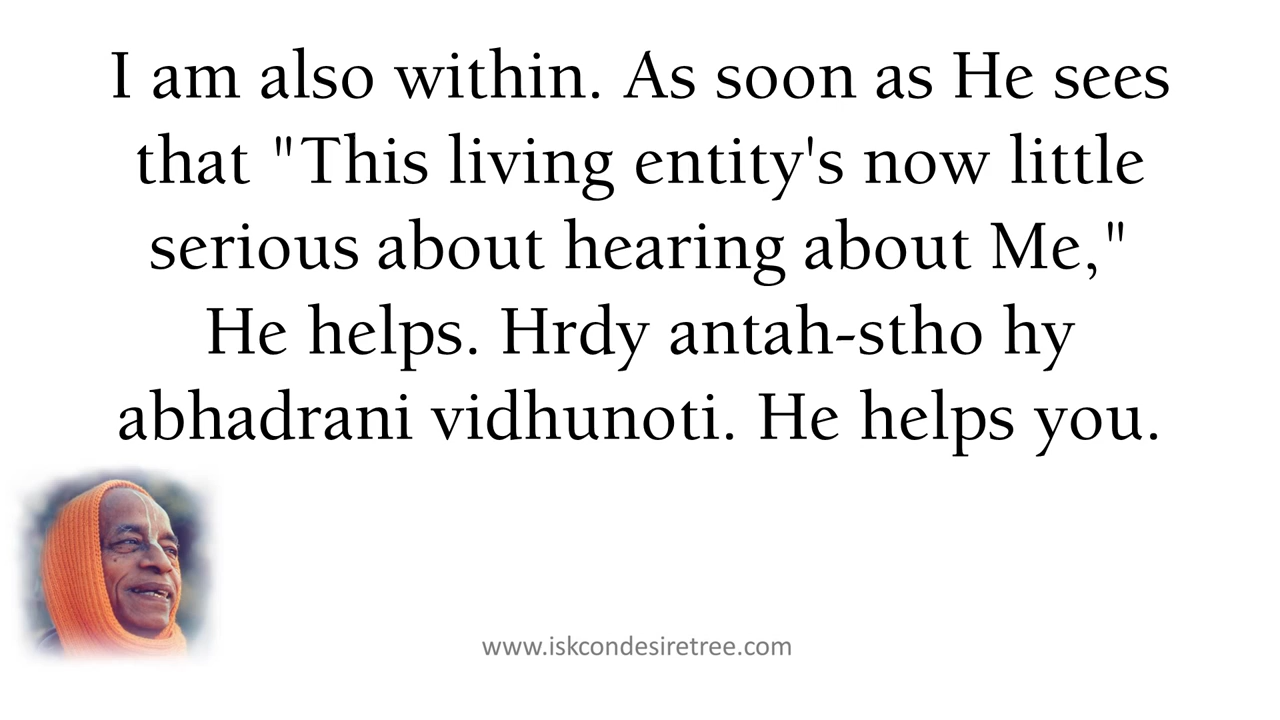 I am also within. As soon as He sees
that "This living entity's now little
serious about hearing about Me,"
He helps. Hrdy antah-stho hy
abhadrani vidhunoti. He helps you.
www.iskcondesiretree.com